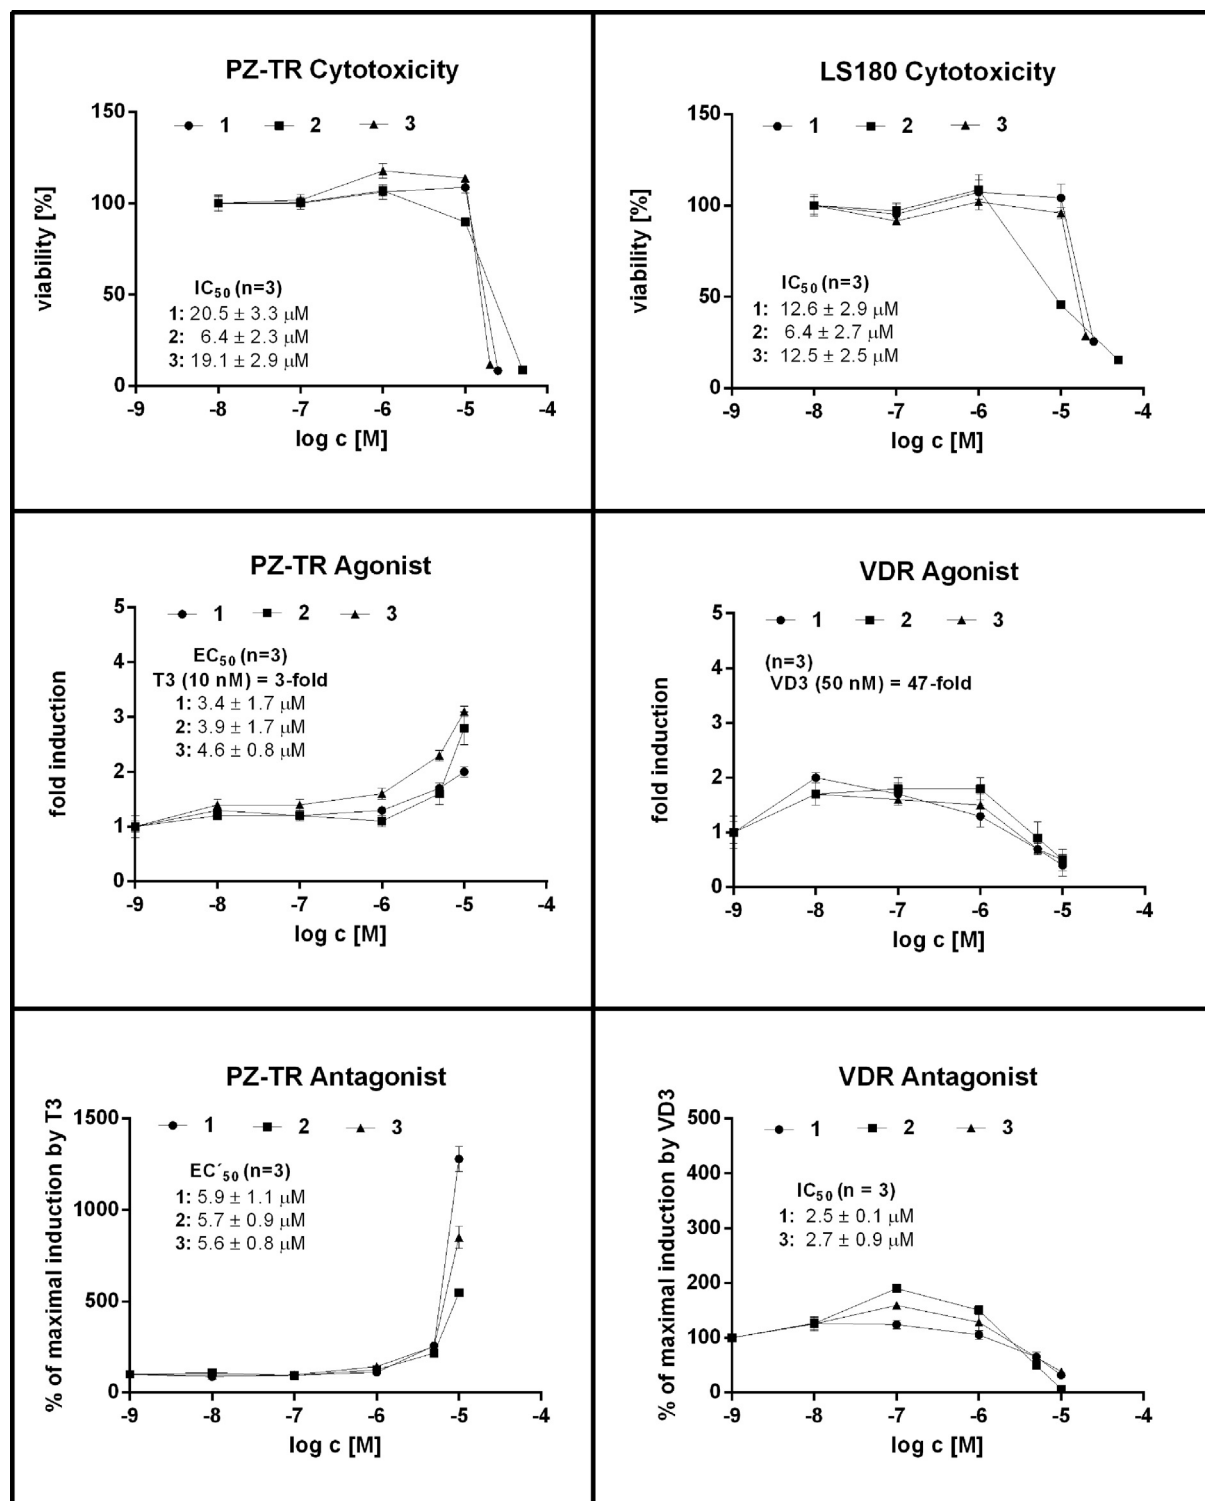 PZ-TR Cytotoxicity
150
100
50
0
viability [%]
1 2 3
IC50 (n=3)
1: 20.5 ± 3.3 µM
2: 6.4 ± 2.3 µM
3: 19.1 ± 2.9 µM
-9 -8 -7 -6 -5 -4
log c [M]
LS180 Cytotoxicity
150
100
50
0
viability [%]
1 2 3
IC50 (n=3)
1: 12.6 ± 2.9 µM
2: 6.4 ± 2.7 µM
3: 12.5 ± 2.5 µM
-9 -8 -7 -6 -5 -4
log c [M]
PZ-TR Agonist
5
4
3
2
1
0
fold induction
1 2 3
EC50 (n=3)
T3 (10 nM) = 3-fold
1: 3.4 ± 1.7 µM
2: 3.9 ± 1.7 µM
3: 4.6 ± 0.8 µM
-9 -8 -7 -6 -5 -4
log c [M]
VDR Agonist
5
4
3
2
1
0
fold induction
1 2 3
(n=3)
VD3 (50 nM) = 47-fold
-9 -8 -7 -6 -5 -4
log c [M]
PZ-TR Antagonist
1500
1000
500
0
% of maximal induction by T3
1 2 3
EC´50 (n=3)
1: 5.9 ± 1.1 µM
2: 5.7 ± 0.9 µM
3: 5.6 ± 0.8 µM
-9 -8 -7 -6 -5 -4
log c [M]
VDR Antagonist
500
400
300
200
100
0
% of maximal induction by VD3
1 2 3
IC50 (n = 3)
1: 2.5 ± 0.1 µM
3: 2.7 ± 0.9 µM
-9 -8 -7 -6 -5 -4
log c [M]